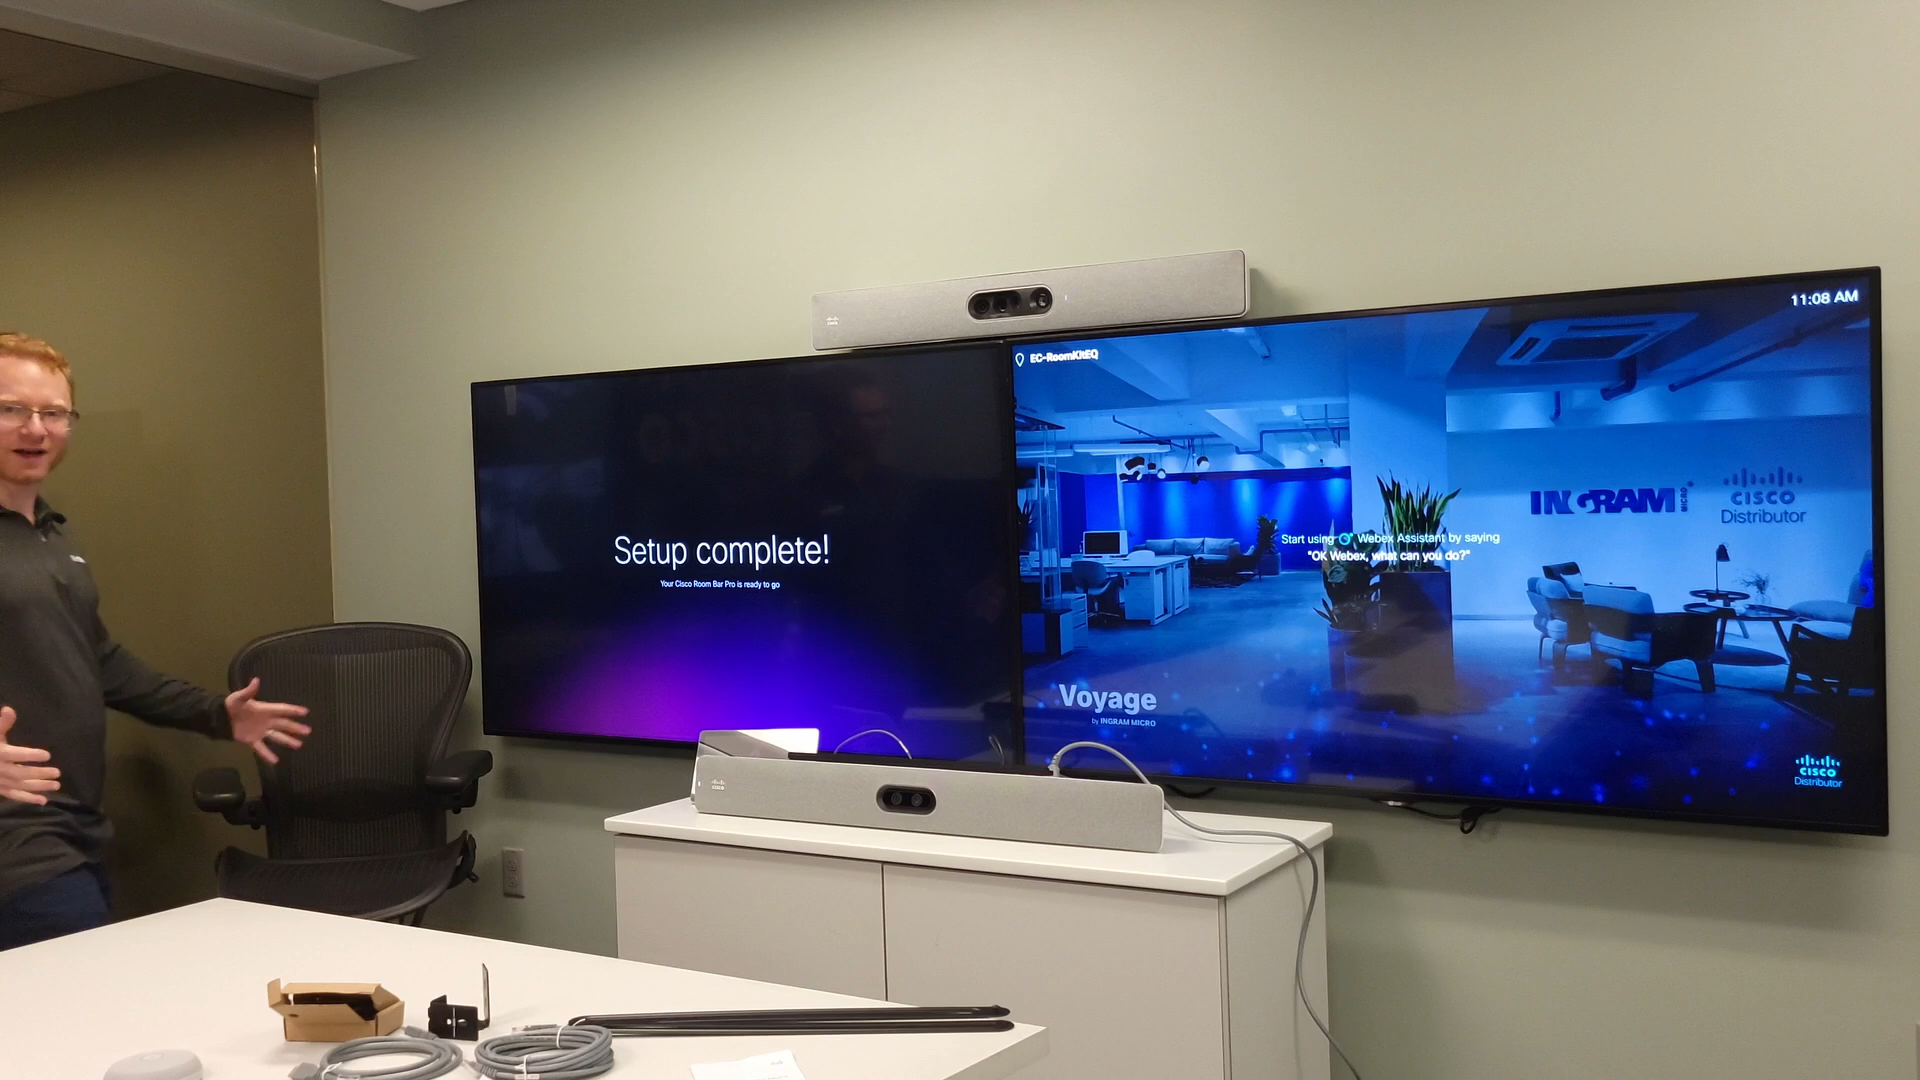 11:08 AM
EC-RoomKitEQ
Setup complete!
Your Cisco Room Bar Pro is ready to go
INGRAM MICRO
CISCO
Distributor
Start using Webex Assistant by saying
"OK Webex, what can you do?"
Voyage
by INGRAM MICRO
CISCO
Distributor
CISCO